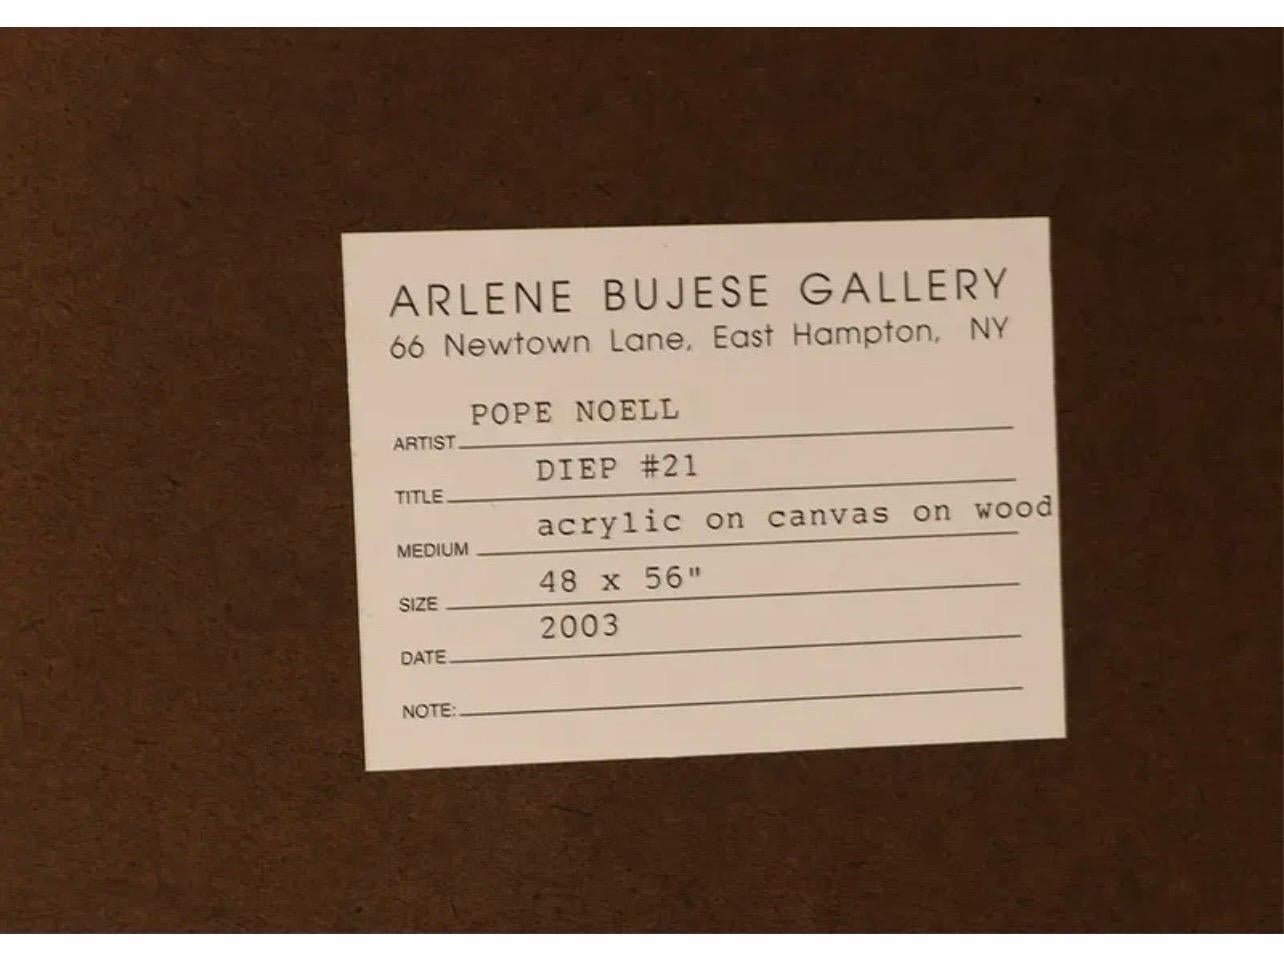 ARLENE BUJESE GALLERY
66 Newtown Lane, East Hampton, NY
ARTIST POPE NOELL
TITLE DIEP #21
MEDIUM acrylic on canvas on wood
SIZE 48 x 56"
DATE 2003
NOTE: